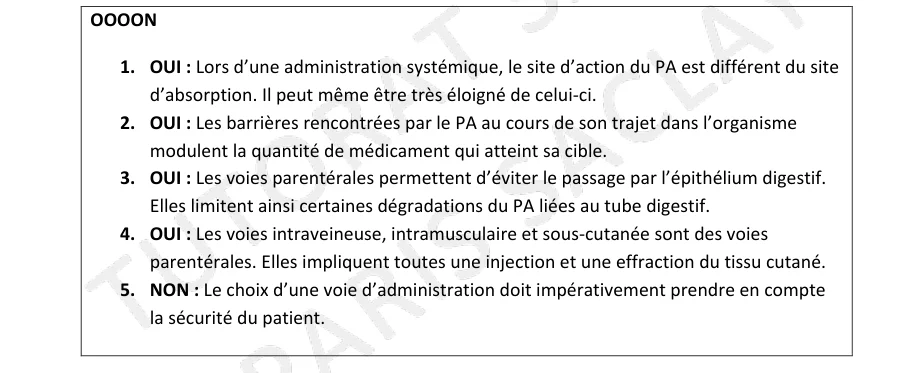 OOOON
1. OUI : Lors d’une administration systémique, le site d’action du PA est différent du site
d’absorption. Il peut même être très éloigné de celui-ci.
2. OUI : Les barrières rencontrées par le PA au cours de son trajet dans l’organisme
modulent la quantité de médicament qui atteint sa cible.
3. OUI : Les voies parentérales permettent d’éviter le passage par l’épithélium digestif.
Elles limitent ainsi certaines dégradations du PA liées au tube digestif.
4. OUI : Les voies intraveineuse, intramusculaire et sous-cutanée sont des voies
parentérales. Elles impliquent toutes une injection et une effraction du tissu cutané.
5. NON : Le choix d’une voie d’administration doit impérativement prendre en compte
la sécurité du patient.
TUTORAT
PARIS SACLAY